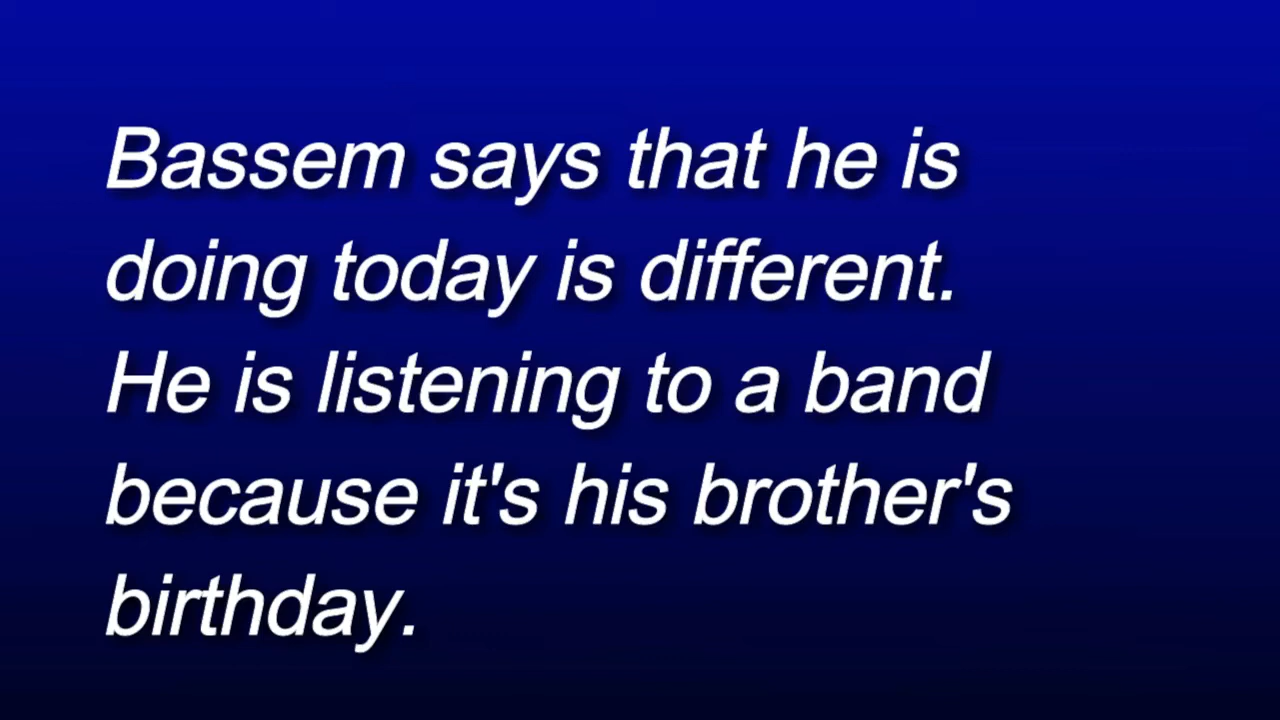 Bassem says that he is
doing today is different.
He is listening to a band
because it's his brother's
birthday.